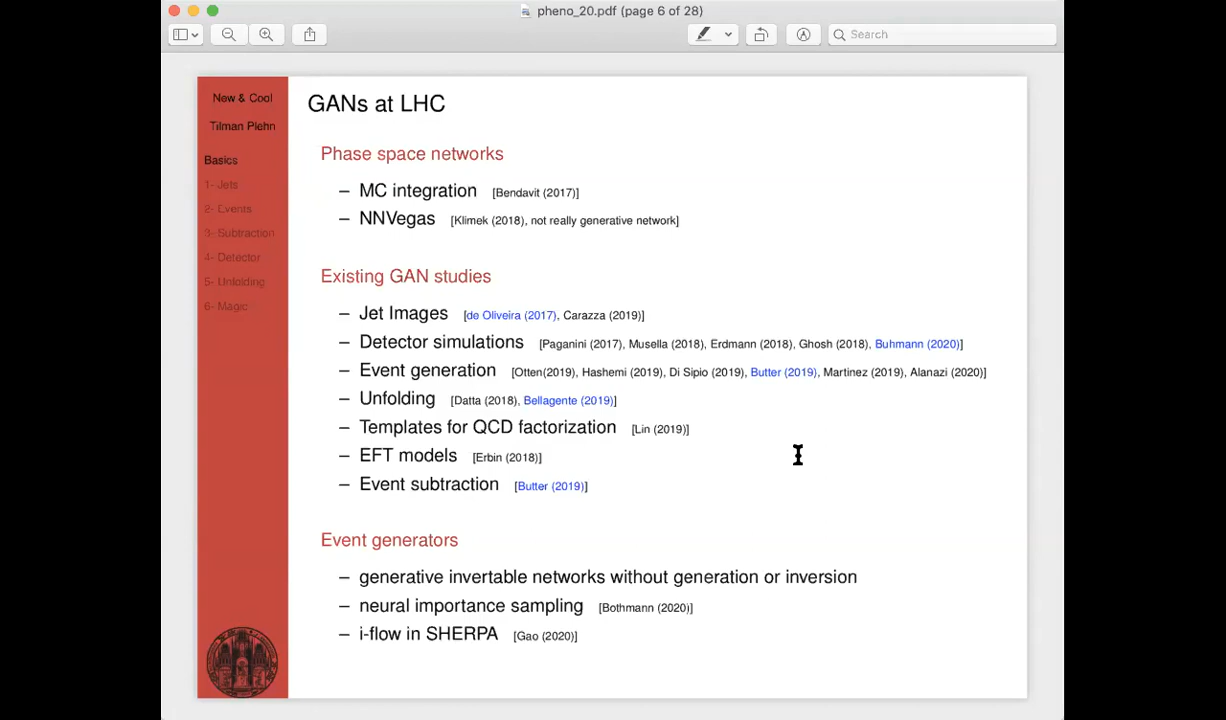 pheno_20.pdf (page 6 of 28)
Search
New & Cool
Tilman Plehn
Basics
1- Jets
2- Events
3- Subtraction
4- Detector
5- Unfolding
6- Magic
GANs at LHC
Phase space networks
– MC integration [Bendavit (2017)]
– NNVegas [Klimek (2018), not really generative network]
Existing GAN studies
– Jet Images [de Oliveira (2017), Carazza (2019)]
– Detector simulations [Paganini (2017), Musella (2018), Erdmann (2018), Ghosh (2018), Buhmann (2020)]
– Event generation [Otten(2019), Hashemi (2019), Di Sipio (2019), Butter (2019), Martinez (2019), Alanazi (2020)]
– Unfolding [Datta (2018), Bellagente (2019)]
– Templates for QCD factorization [Lin (2019)]
– EFT models [Erbin (2018)]
– Event subtraction [Butter (2019)]
Event generators
– generative invertable networks without generation or inversion
– neural importance sampling [Bothmann (2020)]
– i-flow in SHERPA [Gao (2020)]